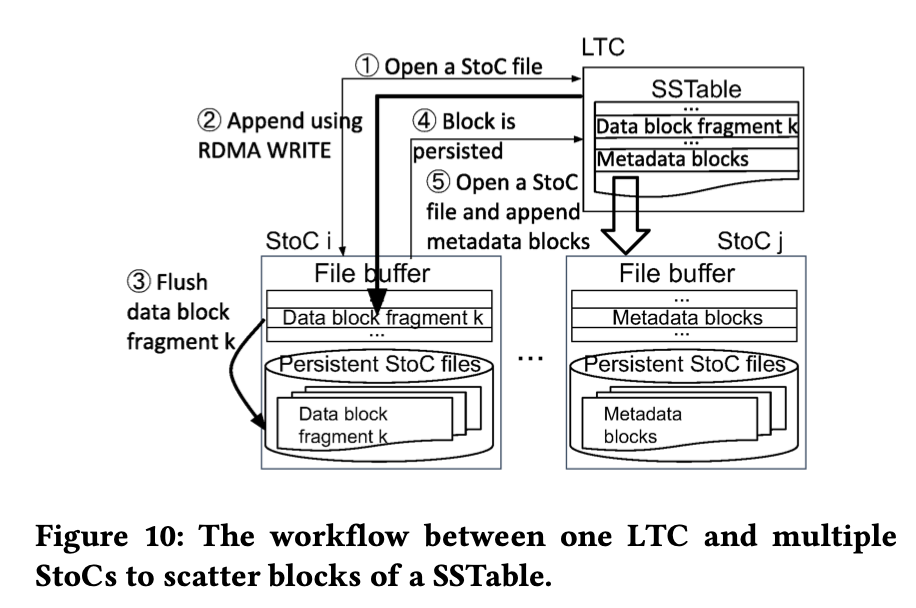 LTC
① Open a StoC file
SSTable
...
Data block fragment k
...
Metadata blocks
② Append using
RDMA WRITE
④ Block is
persisted
⑤ Open a StoC
file and append
metadata blocks
StoC i
File buffer
...
Data block fragment k
...
③ Flush
data block
fragment k
Persistent StoC files
Data block
fragment k
...
StoC j
File buffer
...
Metadata blocks
...
Persistent StoC files
Metadata
blocks
Figure 10: The workflow between one LTC and multiple
StoCs to scatter blocks of a SSTable.